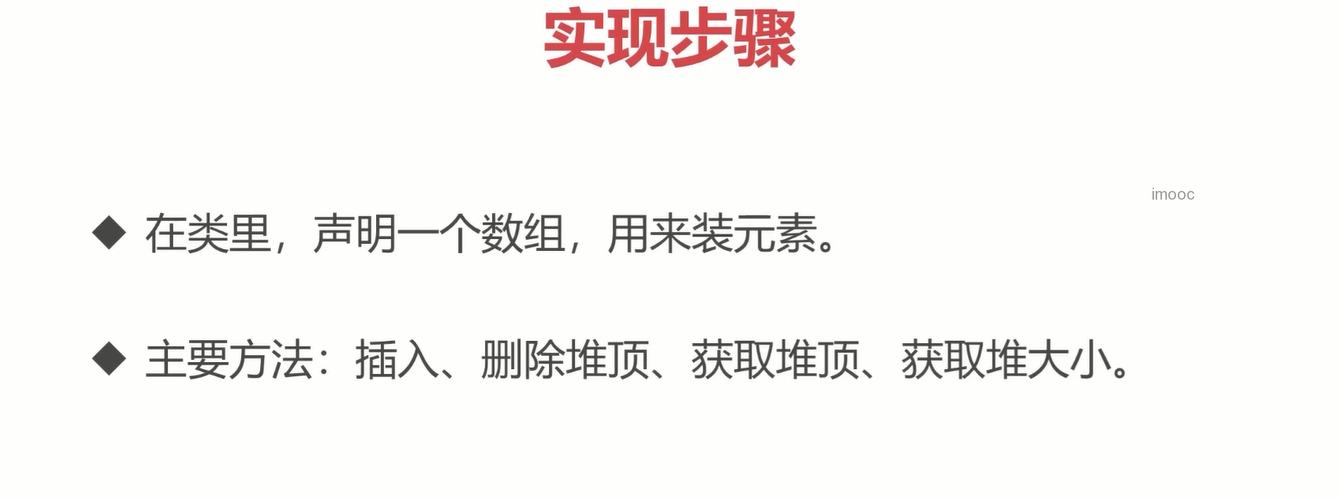 实现步骤
imooc
◆ 在类里，声明一个数组，用来装元素。
◆ 主要方法：插入、删除堆顶、获取堆顶、获取堆大小。